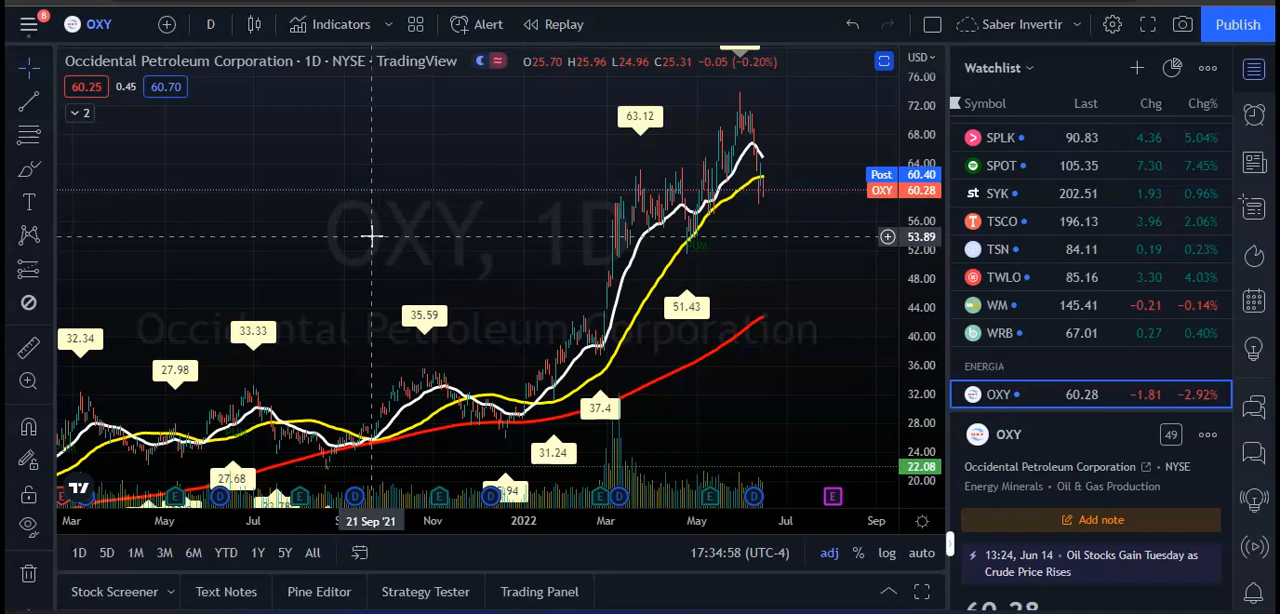 8
OXY
D
Indicators
Alert
Replay
Saber Invertir
Publish
Occidental Petroleum Corporation · 1D · NYSE · TradingView
O25.70 H25.96 L24.96 C25.31 −0.05 (−0.20%)
USD
60.25 0.45 60.70
2
OXY, 1D
Occidental Petroleum Corporation
76.00
72.00
68.00
64.00
Post 60.40
OXY 60.28
56.00
53.89
52.00
48.00
44.00
40.00
36.00
32.00
28.00
24.00
22.08
20.00
63.12
51.43
35.59
33.33
32.34
27.98
37.4
31.24
27.68
E D E D E D E D E D E
Mar May Jul 21 Sep '21 Nov 2022 Mar May Jul Sep
1D 5D 1M 3M 6M YTD 1Y 5Y All
17:34:58 (UTC-4) adj % log auto
Stock Screener Text Notes Pine Editor Strategy Tester Trading Panel
Watchlist
Symbol Last Chg Chg%
SPLK 90.83 4.36 5.04%
SPOT 105.35 7.30 7.45%
st SYK 202.51 1.93 0.96%
TSCO 196.13 3.96 2.06%
TSN 84.11 0.19 0.23%
TWLO 85.16 3.30 4.03%
WM 145.41 −0.21 −0.14%
WRB 67.01 0.27 0.40%
ENERGIA
OXY 60.28 −1.81 −2.92%
OXY 49
Occidental Petroleum Corporation • NYSE
Energy Minerals • Oil & Gas Production
Add note
13:24, Jun 14 • Oil Stocks Gain Tuesday as
Crude Price Rises
60.28